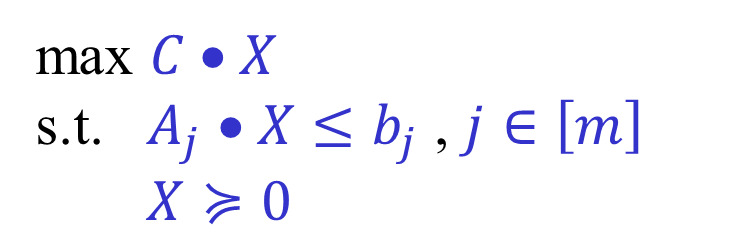 max C • X
s.t. A_j • X ≤ b_j , j ∈ [m]
X ≽ 0